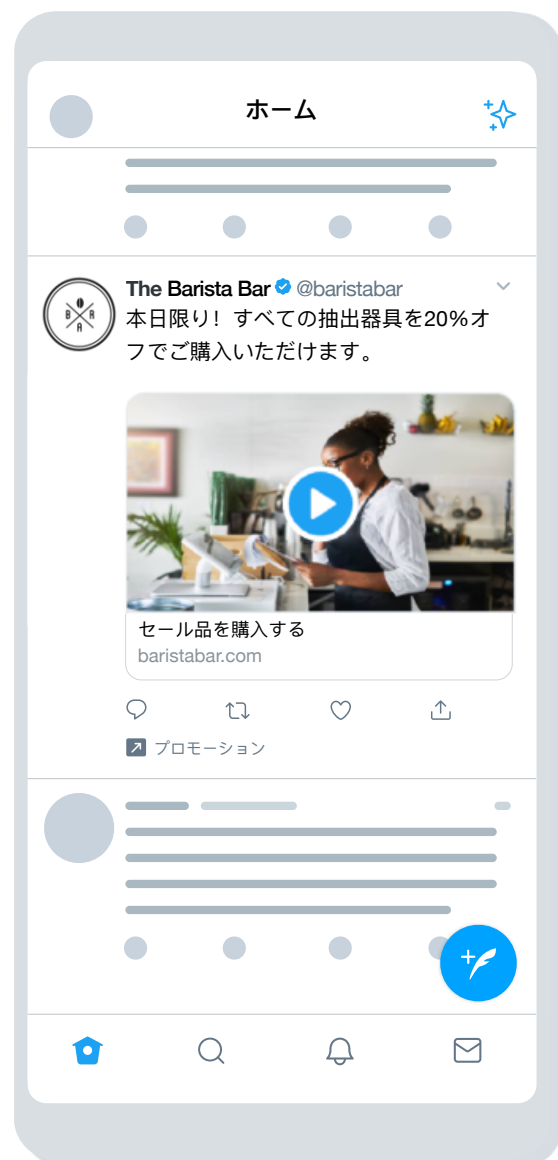 ホーム
B R
A
The Barista Bar @baristabar
本日限り！すべての抽出器具を20%オ
フでご購入いただけます。
セール品を購入する
baristabar.com
プロモーション